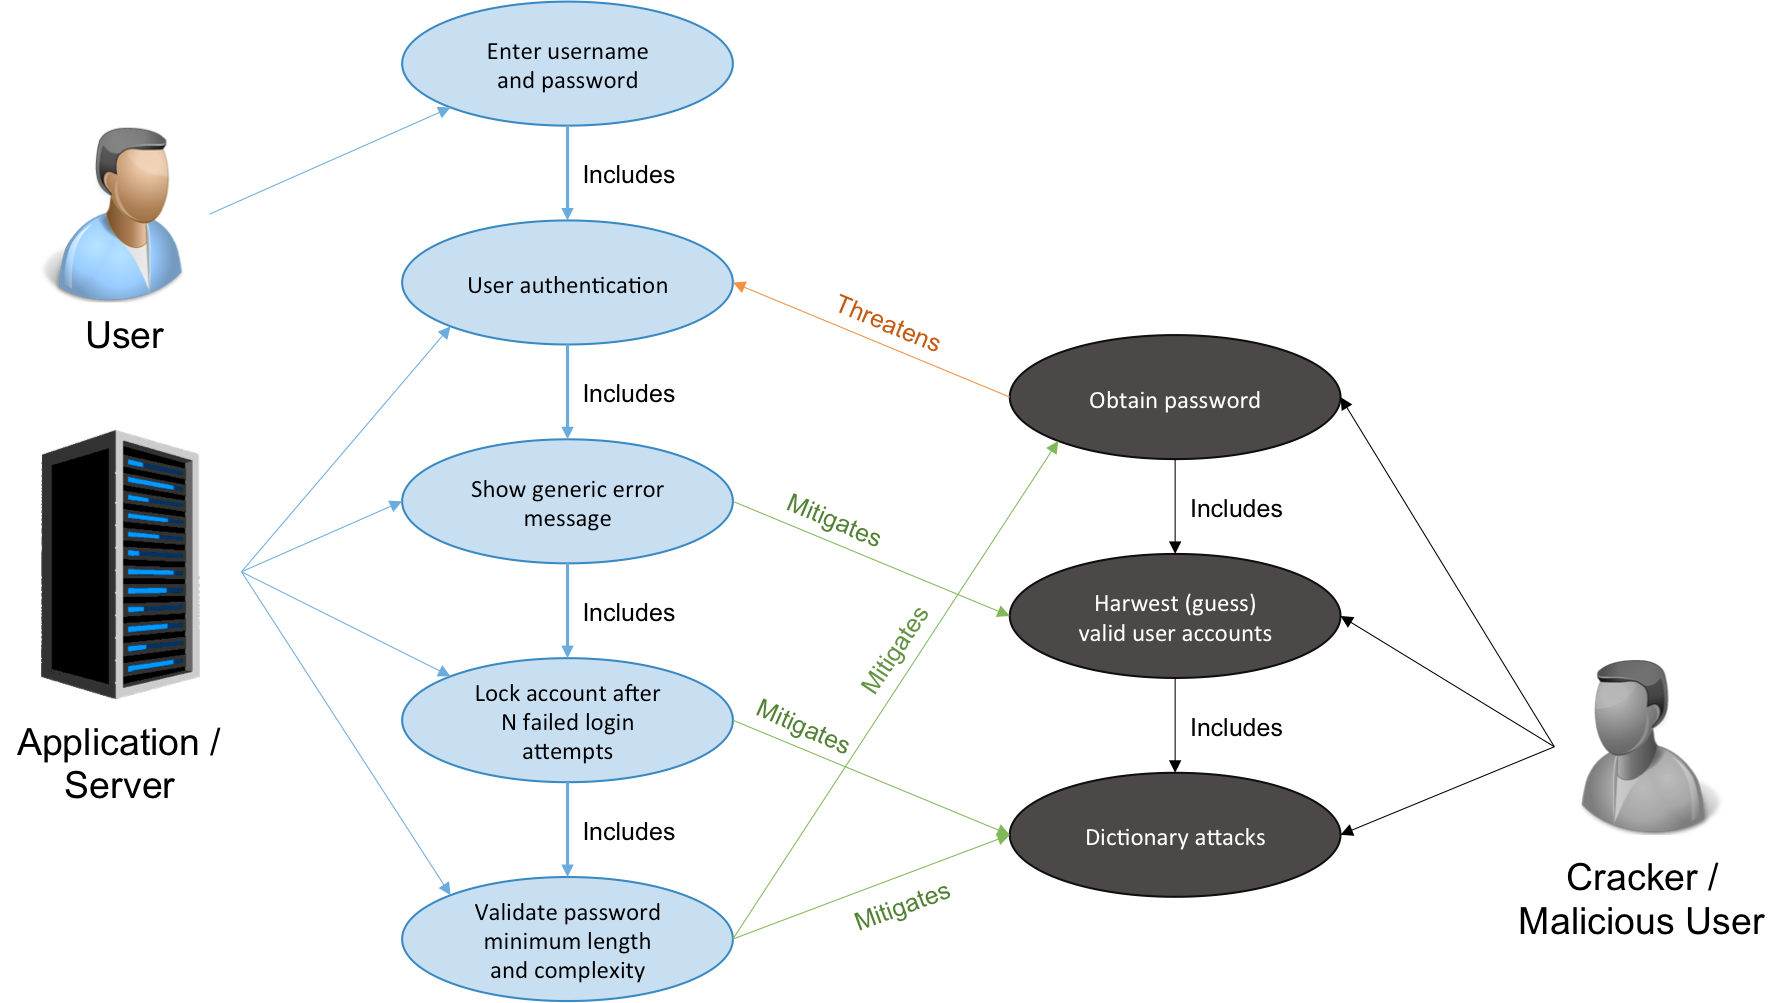 Enter username
and password
Includes
User
User authentication
Threatens
Includes
Obtain password
Show generic error
message
Mitigates
Includes
Includes
Harwest (guess)
valid user accounts
Mitigates
Application /
Server
Lock account after
N failed login
attempts
Mitigates
Includes
Includes
Dictionary attacks
Mitigates
Cracker /
Malicious User
Validate password
minimum length
and complexity